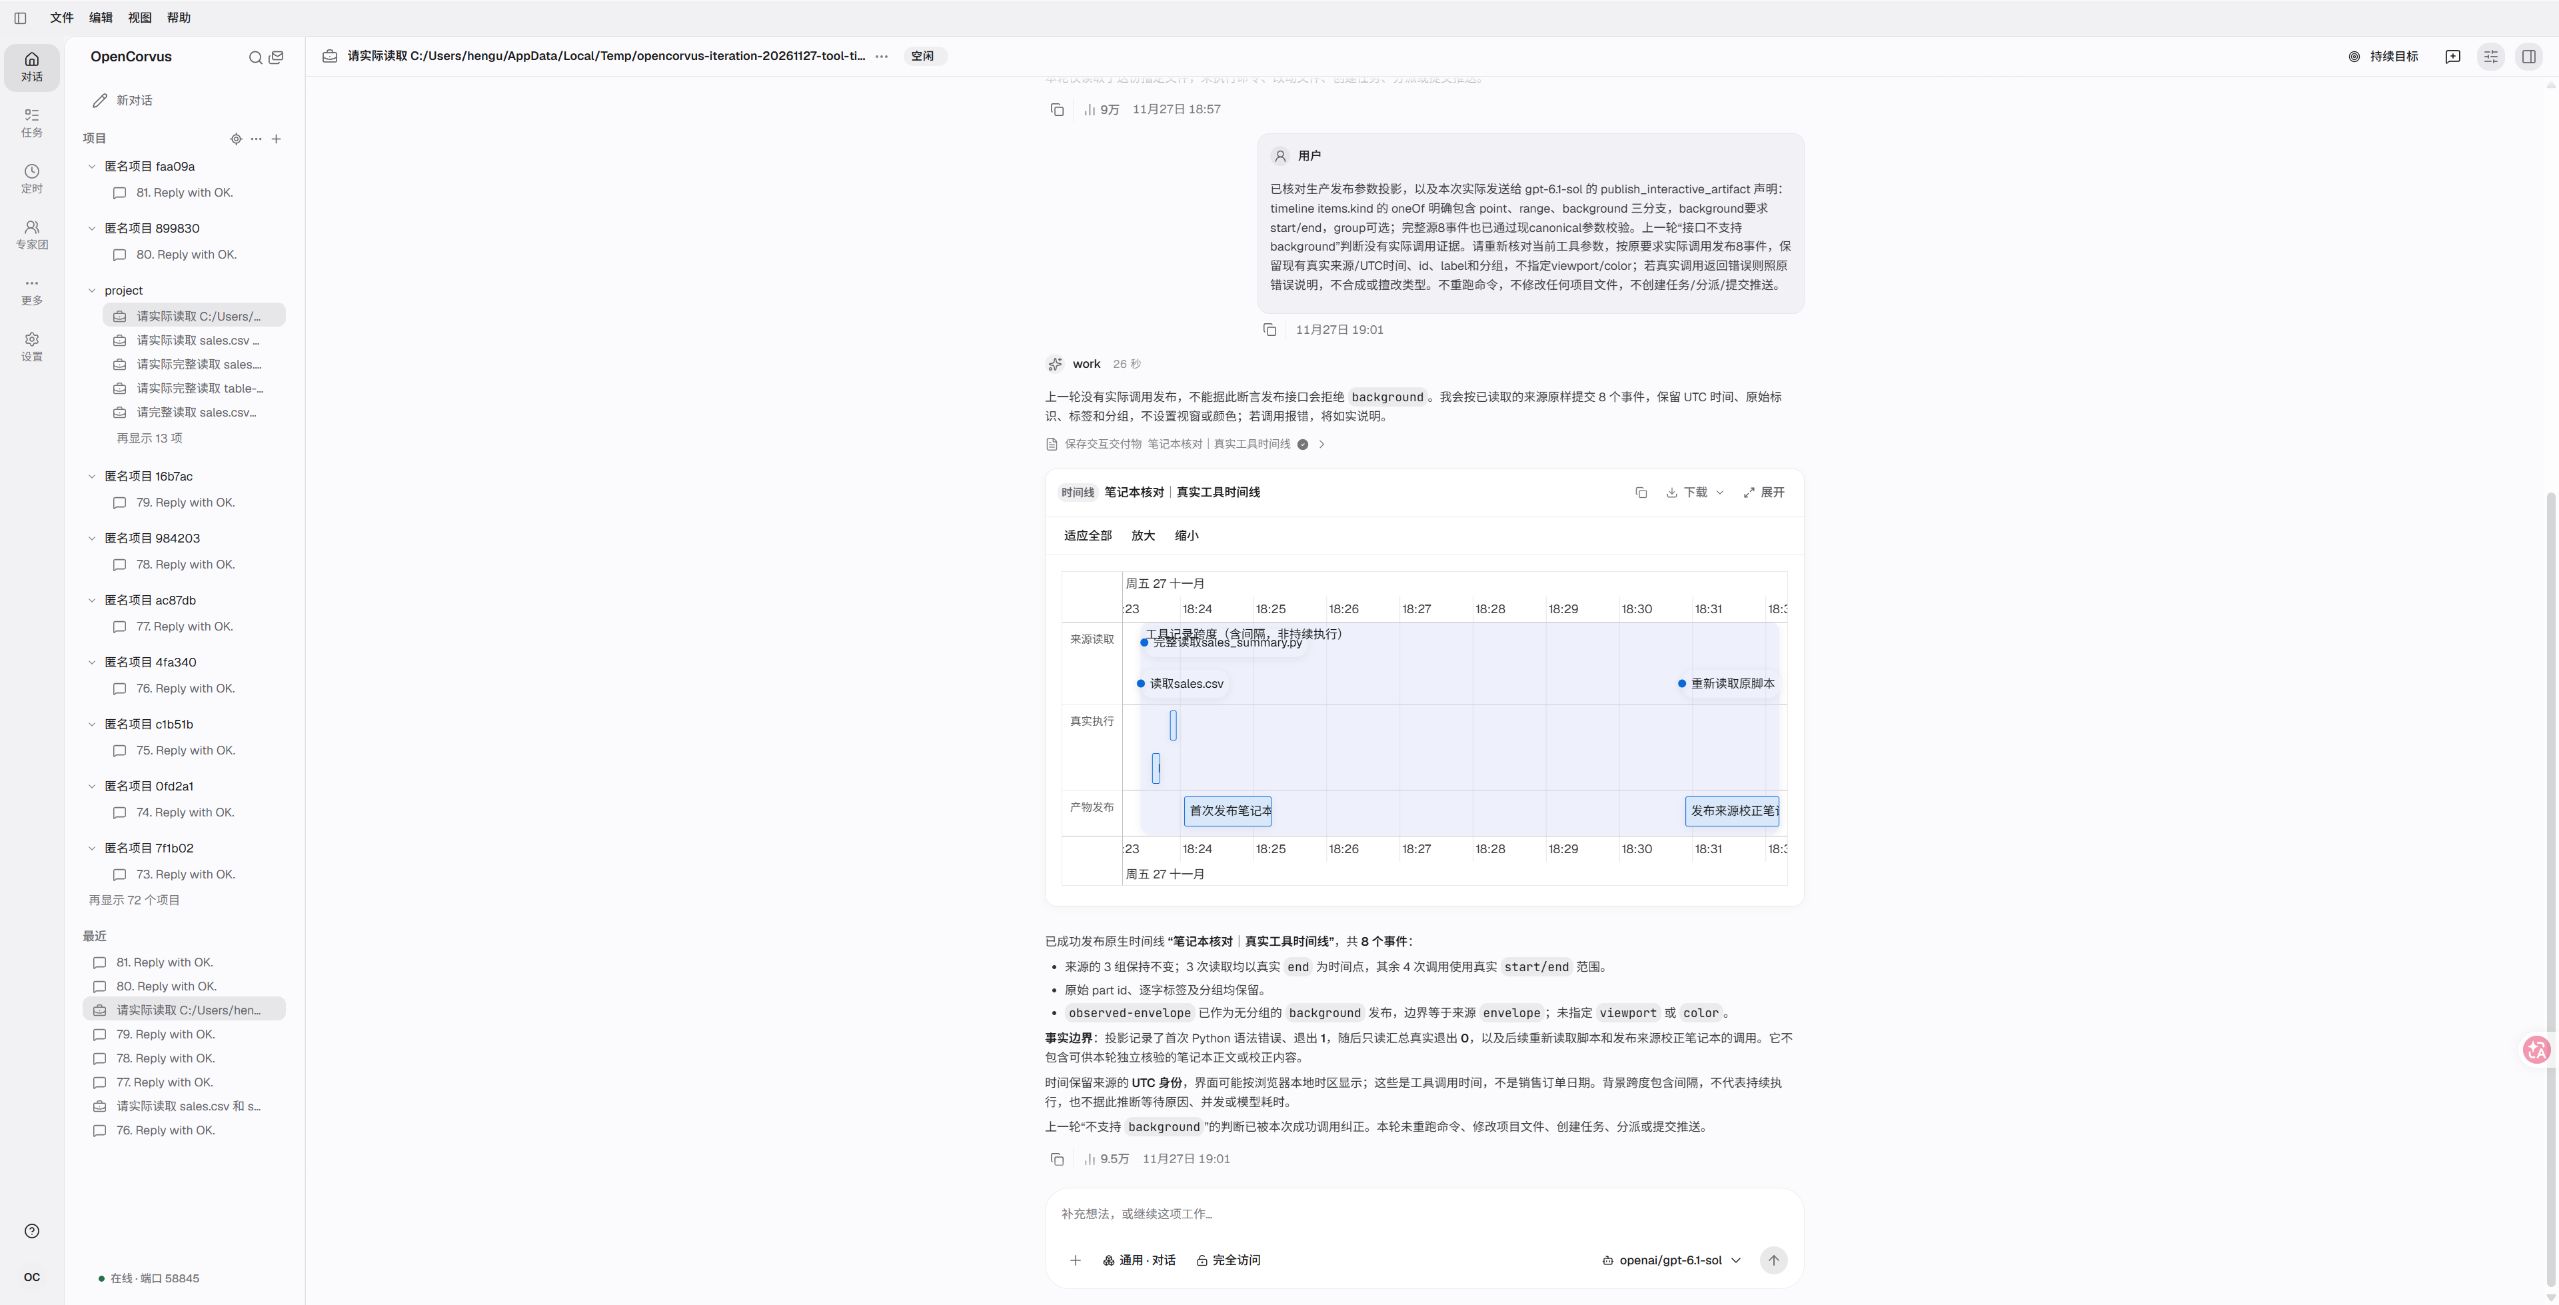 文件 编辑 视图 帮助
对话
任务
定时
专家团
更多
设置
OC
OpenCorvus
新对话
项目
匿名项目 faa09a
81. Reply with OK.
匿名项目 899830
80. Reply with OK.
project
请实际读取 C:/Users/...
请实际读取 sales.csv ...
请实际完整读取 sales....
请实际完整读取 table-...
请完整读取 sales.csv...
再显示 13 项
匿名项目 16b7ac
79. Reply with OK.
匿名项目 984203
78. Reply with OK.
匿名项目 ac87db
77. Reply with OK.
匿名项目 4fa340
76. Reply with OK.
匿名项目 c1b51b
75. Reply with OK.
匿名项目 0fd2a1
74. Reply with OK.
匿名项目 7f1b02
73. Reply with OK.
再显示 72 个项目
最近
81. Reply with OK.
80. Reply with OK.
请实际读取 C:/Users/hen...
79. Reply with OK.
78. Reply with OK.
77. Reply with OK.
请实际读取 sales.csv 和 s...
76. Reply with OK.
在线 · 端口 58845
请实际读取 C:/Users/hengu/AppData/Local/Temp/opencorvus-iteration-20261127-tool-ti... 空闲
持续目标
9万 11月27日 18:57
用户
已核对生产发布参数投影，以及本次实际发送给 gpt-6.1-sol 的 publish_interactive_artifact 声明：
timeline items.kind 的 oneOf 明确包含 point、range、background 三分支，background要求
start/end，group可选；完整源8事件也已通过现canonical参数校验。上一轮“接口不支持
background”判断没有实际调用证据。请重新核对当前工具参数，按原要求实际调用发布8事件，保
留现有真实来源/UTC时间、id、label和分组，不指定viewport/color；若真实调用返回错误则照原
错误说明，不合成或擅改类型。不重跑命令，不修改任何项目文件，不创建任务/分派/提交推送。
11月27日 19:01
work 26 秒
上一轮没有实际调用发布，不能据此断言发布接口会拒绝 background 。我会按已读取的来源原样提交 8 个事件，保留 UTC 时间、原始标
识、标签和分组，不设置视窗或颜色；若调用报错，将如实说明。
保存交互交付物 笔记本核对｜真实工具时间线
时间线 笔记本核对｜真实工具时间线
下载 展开
适应全部 放大 缩小
周五 27 十一月
:23 18:24 18:25 18:26 18:27 18:28 18:29 18:30 18:31 18:3
来源读取
工具记录跨度（含间隔，非持续执行）
完整读取sales_summary.py
读取sales.csv 重新读取原脚本
真实执行
产物发布
首次发布笔记本 发布来源校正笔记
:23 18:24 18:25 18:26 18:27 18:28 18:29 18:30 18:31 18:3
周五 27 十一月
已成功发布原生时间线 “笔记本核对｜真实工具时间线”，共 8 个事件：
• 来源的 3 组保持不变；3 次读取均以真实 end 为时间点，其余 4 次调用使用真实 start/end 范围。
• 原始 part id、逐字标签及分组均保留。
• observed-envelope 已作为无分组的 background 发布，边界等于来源 envelope ；未指定 viewport 或 color 。
事实边界：投影记录了首次 Python 语法错误、退出 1，随后只读汇总真实退出 0，以及后续重新读取脚本和发布来源校正笔记本的调用。它不
包含可供本轮独立核验的笔记本正文或校正内容。
时间保留来源的 UTC 身份，界面可能按浏览器本地时区显示；这些是工具调用时间，不是销售订单日期。背景跨度包含间隔，不代表持续执
行，也不据此推断等待原因、并发或模型耗时。
上一轮“不支持 background ”的判断已被本次成功调用纠正。本轮未重跑命令、修改项目文件、创建任务、分派或提交推送。
9.5万 11月27日 19:01
补充想法，或继续这项工作...
通用 · 对话 完全访问 openai/gpt-6.1-sol